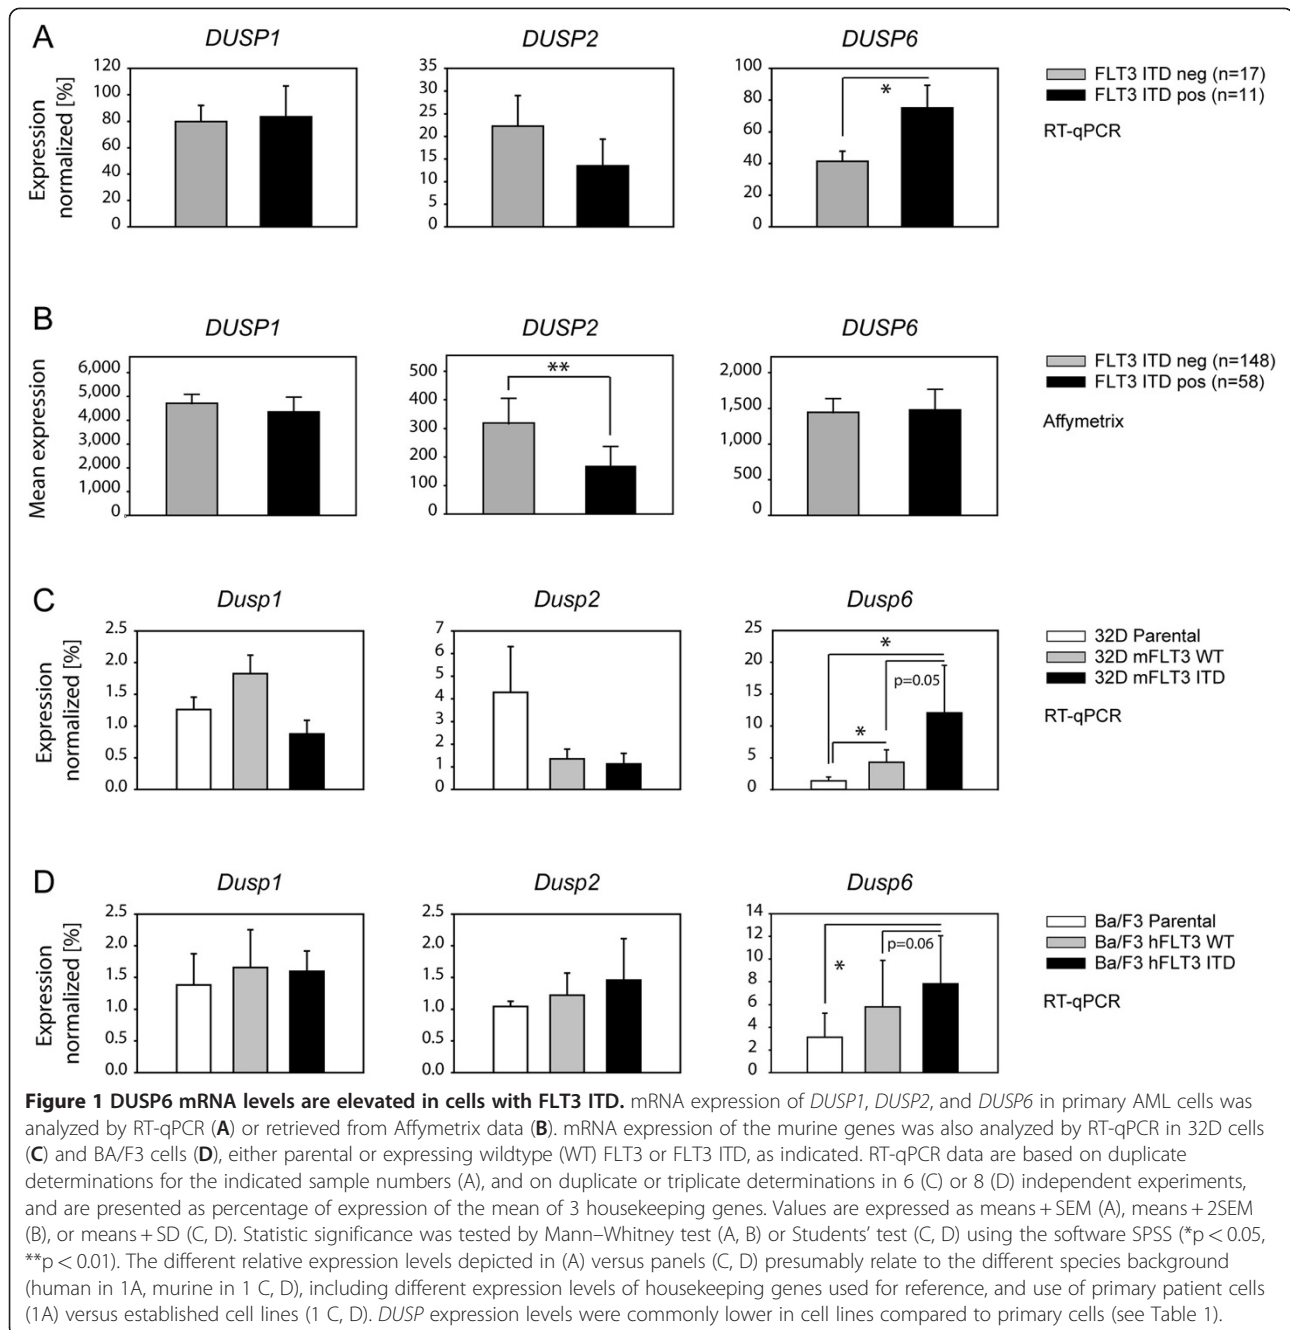 A
DUSP1
DUSP2
DUSP6
Expression
normalized [%]
120
100
80
60
40
20
0
35
30
25
20
15
10
5
0
100
80
60
40
20
0
*
FLT3 ITD neg (n=17)
FLT3 ITD pos (n=11)
RT-qPCR
B
DUSP1
DUSP2
DUSP6
Mean expression
6,000
5,000
4,000
3,000
2,000
1,000
0
500
400
300
200
100
0
**
2,000
1,500
1,000
500
0
FLT3 ITD neg (n=148)
FLT3 ITD pos (n=58)
Affymetrix
C
Dusp1
Dusp2
Dusp6
Expression
normalized [%]
2.5
2.0
1.5
1.0
0.5
0.0
7
6
5
4
3
2
1
0
25
20
15
10
5
0
*
p=0.05
*
32D Parental
32D mFLT3 WT
32D mFLT3 ITD
RT-qPCR
D
Dusp1
Dusp2
Dusp6
Expression
normalized [%]
2.5
2.0
1.5
1.0
0.5
0.0
2.5
2.0
1.5
1.0
0.5
0.0
14
12
10
8
6
4
2
0
p=0.06
*
Ba/F3 Parental
Ba/F3 hFLT3 WT
Ba/F3 hFLT3 ITD
RT-qPCR
Figure 1 DUSP6 mRNA levels are elevated in cells with FLT3 ITD. mRNA expression of DUSP1, DUSP2, and DUSP6 in primary AML cells was
analyzed by RT-qPCR (A) or retrieved from Affymetrix data (B). mRNA expression of the murine genes was also analyzed by RT-qPCR in 32D cells
(C) and BA/F3 cells (D), either parental or expressing wildtype (WT) FLT3 or FLT3 ITD, as indicated. RT-qPCR data are based on duplicate
determinations for the indicated sample numbers (A), and on duplicate or triplicate determinations in 6 (C) or 8 (D) independent experiments,
and are presented as percentage of expression of the mean of 3 housekeeping genes. Values are expressed as means + SEM (A), means + 2SEM
(B), or means + SD (C, D). Statistic significance was tested by Mann–Whitney test (A, B) or Students' test (C, D) using the software SPSS (*p < 0.05,
**p < 0.01). The different relative expression levels depicted in (A) versus panels (C, D) presumably relate to the different species background
(human in 1A, murine in 1 C, D), including different expression levels of housekeeping genes used for reference, and use of primary patient cells
(1A) versus established cell lines (1 C, D). DUSP expression levels were commonly lower in cell lines compared to primary cells (see Table 1).